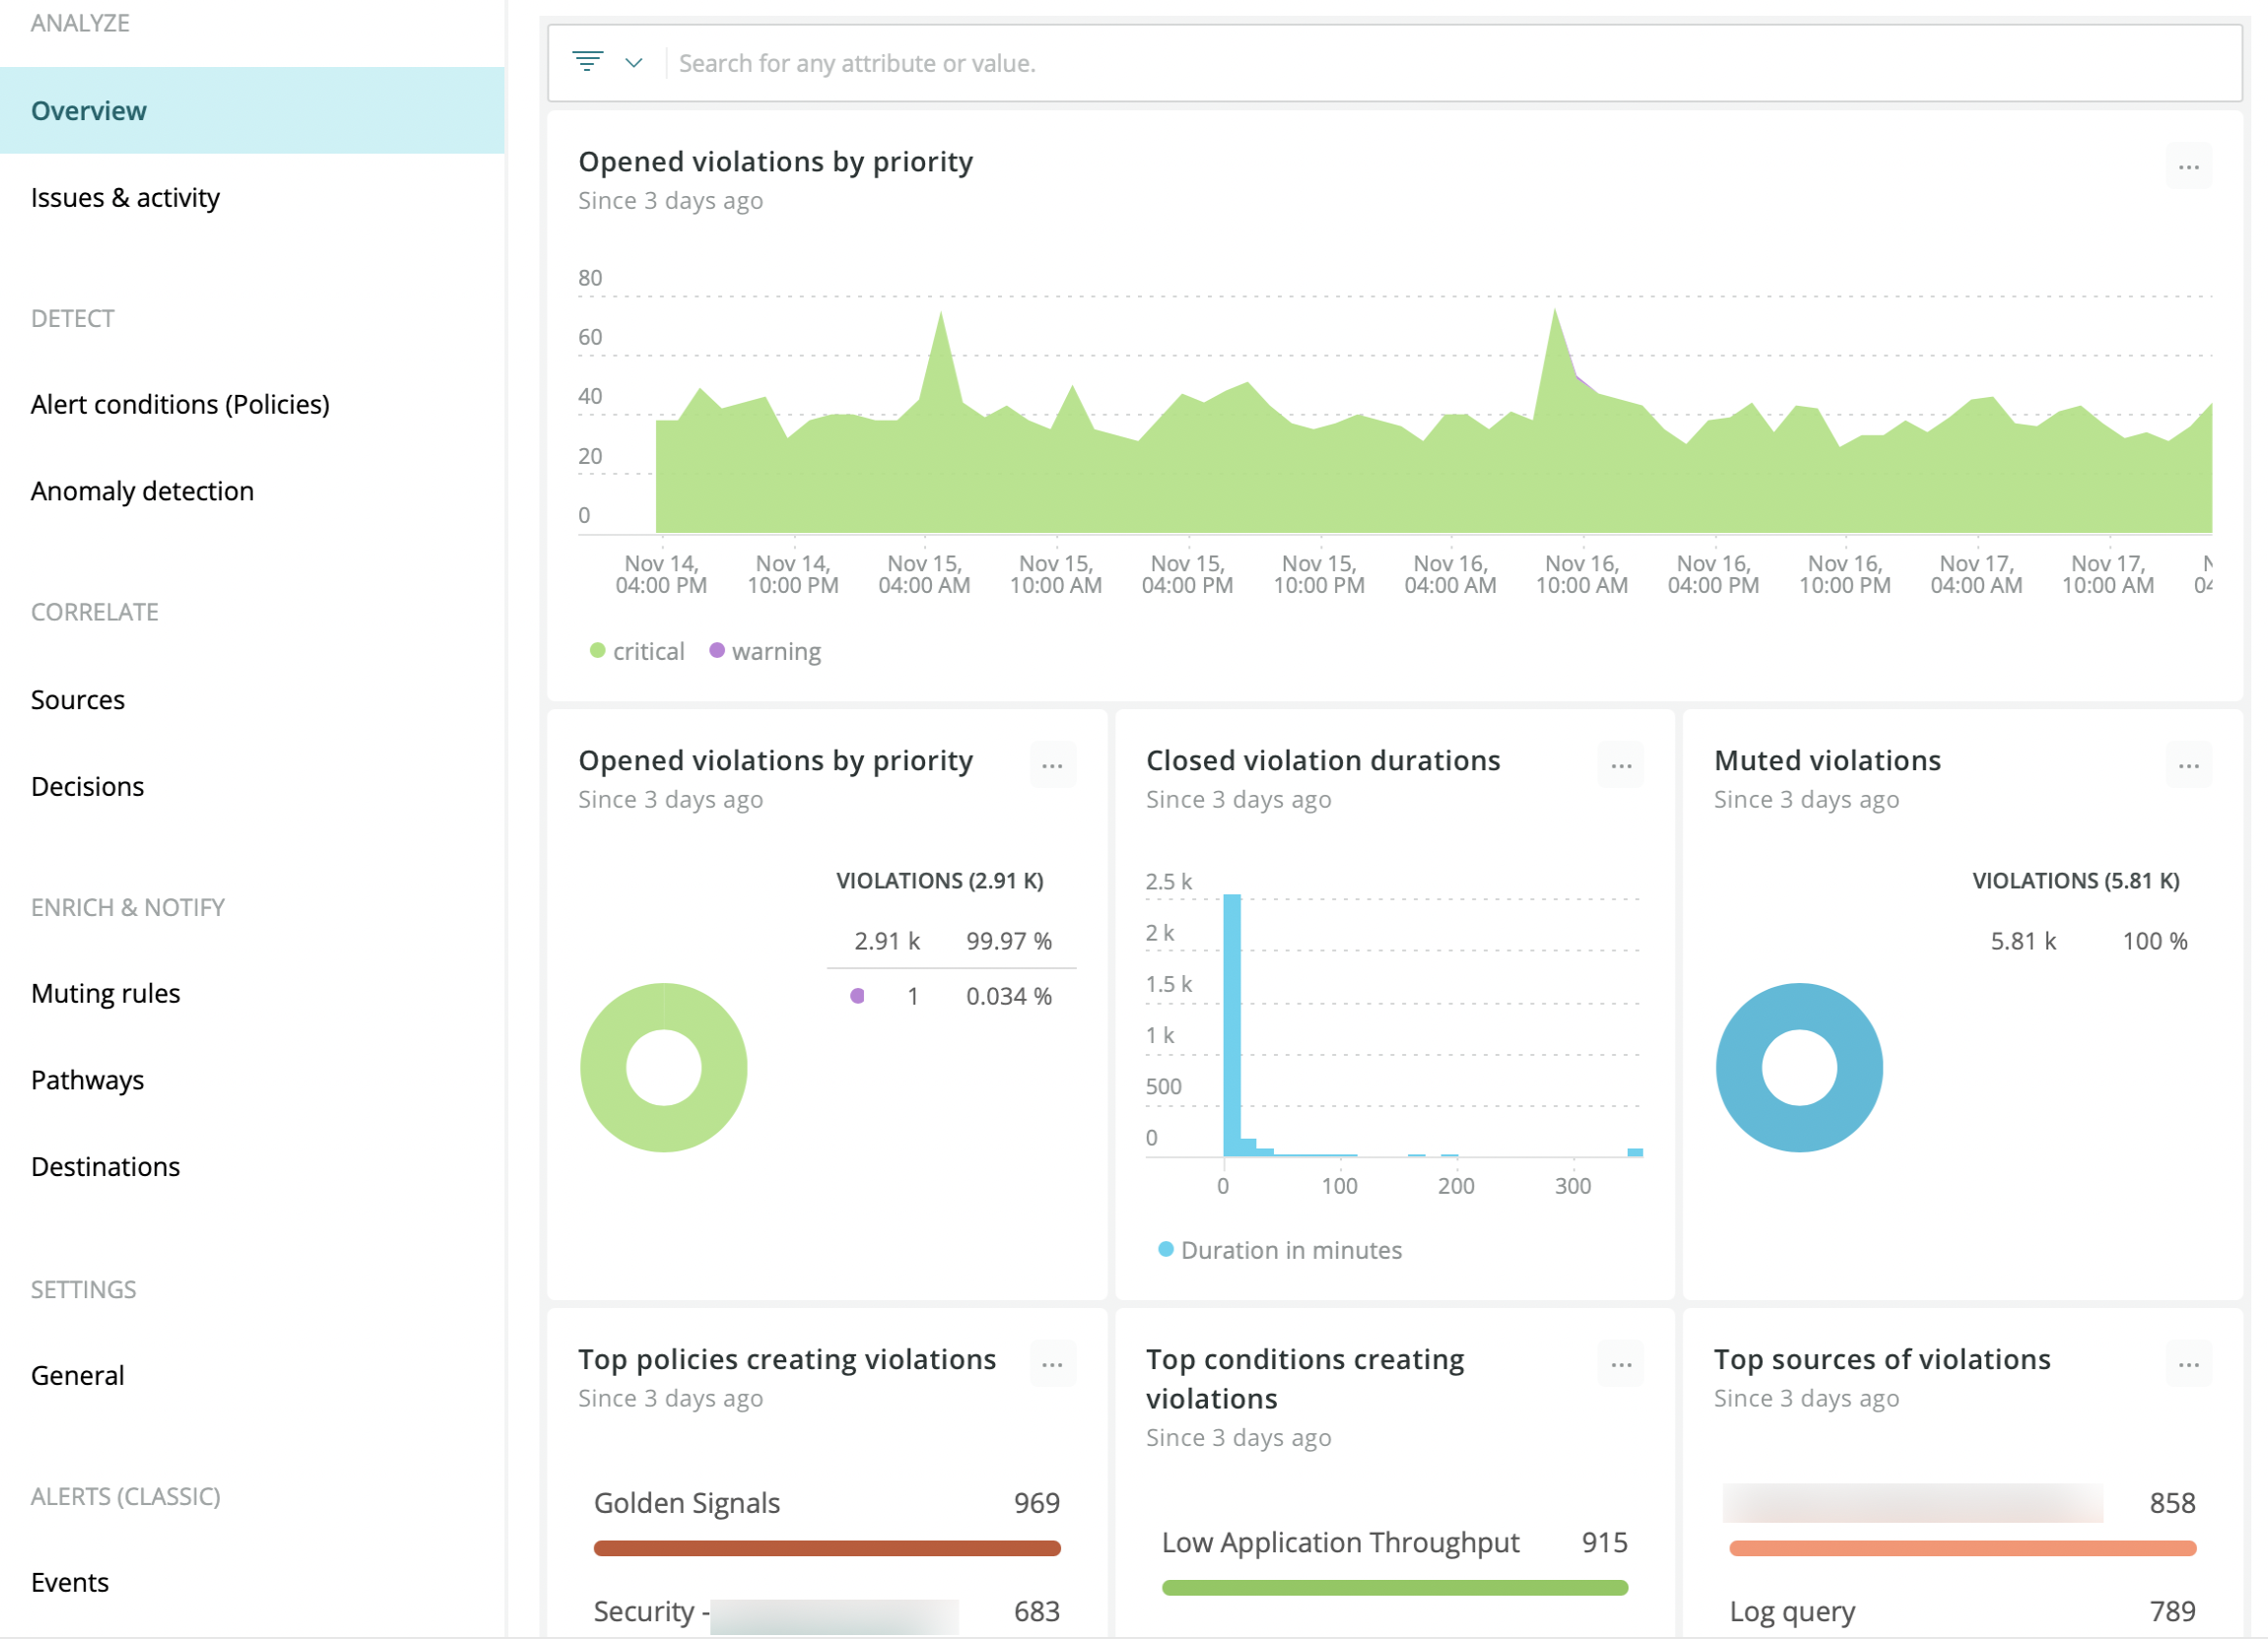 ANALYZE
Overview
Issues & activity
DETECT
Alert conditions (Policies)
Anomaly detection
CORRELATE
Sources
Decisions
ENRICH & NOTIFY
Muting rules
Pathways
Destinations
SETTINGS
General
ALERTS (CLASSIC)
Events
Search for any attribute or value.
Opened violations by priority
...
Since 3 days ago
80
60
40
20
0
Nov 14, 04:00 PM
Nov 14, 10:00 PM
Nov 15, 04:00 AM
Nov 15, 10:00 AM
Nov 15, 04:00 PM
Nov 15, 10:00 PM
Nov 16, 04:00 AM
Nov 16, 10:00 AM
Nov 16, 04:00 PM
Nov 16, 10:00 PM
Nov 17, 04:00 AM
Nov 17, 10:00 AM
critical warning
Opened violations by priority
...
Since 3 days ago
VIOLATIONS (2.91 K)
2.91 k 99.97 %
1 0.034 %
Closed violation durations
...
Since 3 days ago
2.5 k
2 k
1.5 k
1 k
500
0
0 100 200 300
Duration in minutes
Muted violations
...
Since 3 days ago
VIOLATIONS (5.81 K)
5.81 k 100 %
Top policies creating violations
...
Since 3 days ago
Golden Signals 969
Security - 683
Top conditions creating
violations
...
Since 3 days ago
Low Application Throughput 915
Top sources of violations
...
Since 3 days ago
858
Log query 789